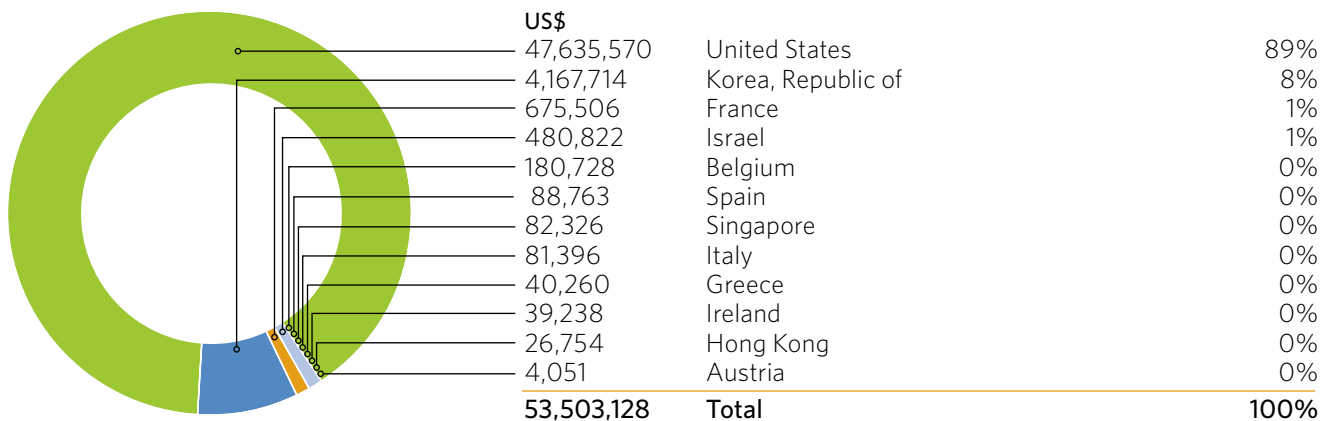 US$
47,635,570 United States 89%
4,167,714 Korea, Republic of 8%
675,506 France 1%
480,822 Israel 1%
180,728 Belgium 0%
88,763 Spain 0%
82,326 Singapore 0%
81,396 Italy 0%
40,260 Greece 0%
39,238 Ireland 0%
26,754 Hong Kong 0%
4,051 Austria 0%
53,503,128 Total 100%